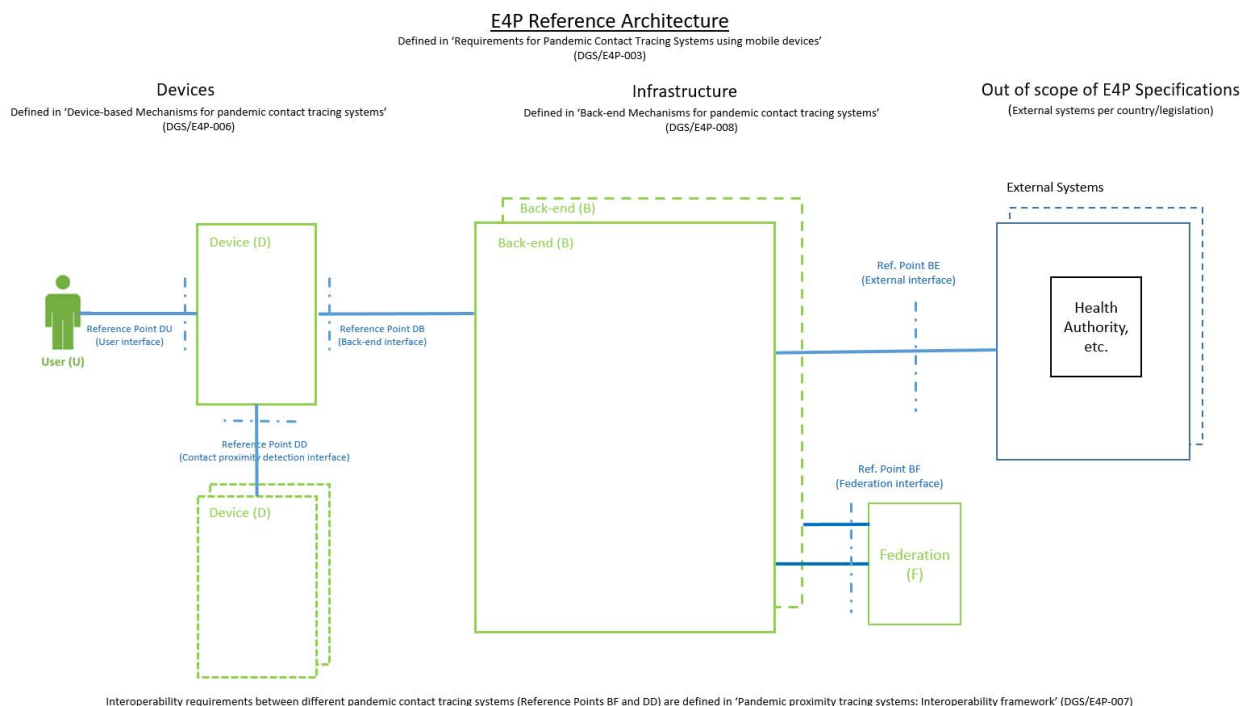 E4P Reference Architecture
Defined in ‘Requirements for Pandemic Contact Tracing Systems using mobile devices’
(DGS/E4P-003)
Devices
Defined in ‘Device-based Mechanisms for pandemic contact tracing systems’
(DGS/E4P-006)
Infrastructure
Defined in ‘Back-end Mechanisms for pandemic contact tracing systems’
(DGS/E4P-008)
Out of scope of E4P Specifications
(External systems per country/legislation)
External Systems
Back-end (B)
Back-end (B)
Device (D)
Ref. Point BE
(External interface)
Health
Authority,
etc.
Reference Point DU
(User interface)
Reference Point DB
(Back-end interface)
User (U)
Reference Point DD
(Contact proximity detection interface)
Ref. Point BF
(Federation interface)
Device (D)
Federation
(F)
Interoperability requirements between different pandemic contact tracing systems (Reference Points BF and DD) are defined in ‘Pandemic proximity tracing systems: Interoperability framework’ (DGS/E4P-007)